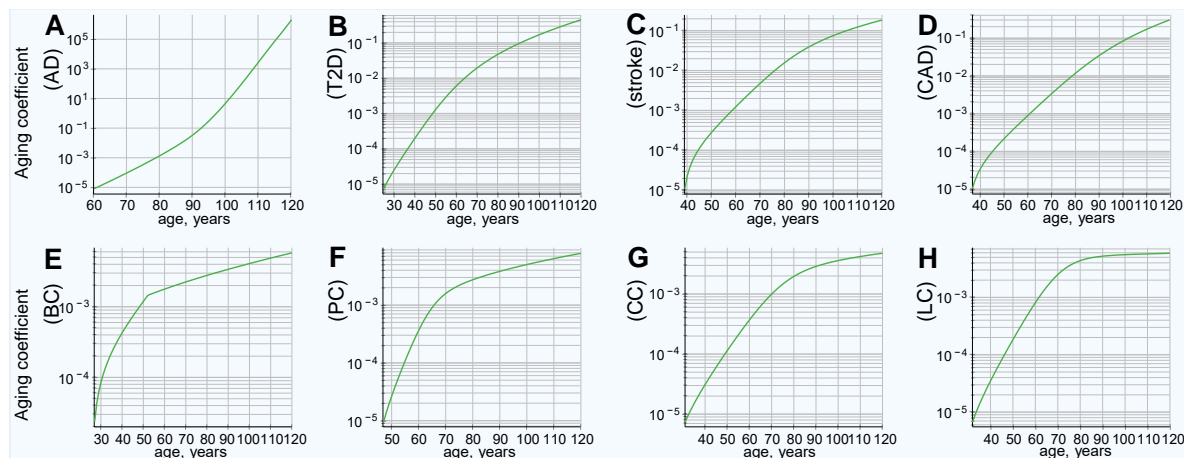 A
B
C
D
Aging coefficient
(AD)
10^5
10^3
10^1
10^−1
10^−3
10^−5
60 70 80 90 100 110 120
age, years
(T2D)
10^−1
10^−2
10^−3
10^−4
10^−5
30 40 50 60 70 80 90 100 110 120
age, years
(stroke)
10^−1
10^−2
10^−3
10^−4
10^−5
40 50 60 70 80 90 100 110 120
age, years
(CAD)
10^−1
10^−2
10^−3
10^−4
10^−5
40 50 60 70 80 90 100 110 120
age, years
E
F
G
H
Aging coefficient
(BC)
10^−3
10^−4
30 40 50 60 70 80 90 100 110 120
age, years
(PC)
10^−3
10^−4
10^−5
50 60 70 80 90 100 110 120
age, years
(CC)
10^−3
10^−4
10^−5
40 50 60 70 80 90 100 110 120
age, years
(LC)
10^−3
10^−4
10^−5
40 50 60 70 80 90 100 110 120
age, years